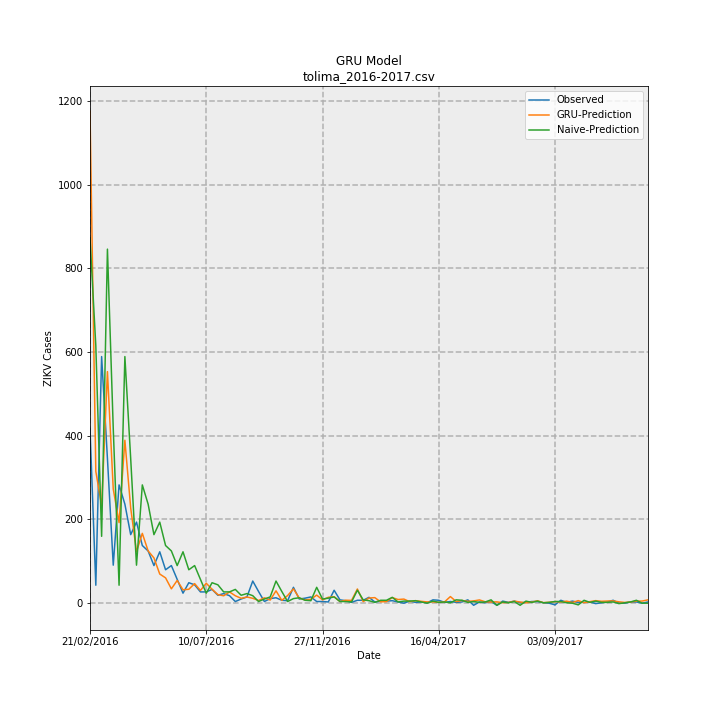 GRU Model
tolima_2016-2017.csv
Observed
GRU-Prediction
Naive-Prediction
1200
1000
800
600
400
200
0
ZIKV Cases
21/02/2016
10/07/2016
27/11/2016
16/04/2017
03/09/2017
Date